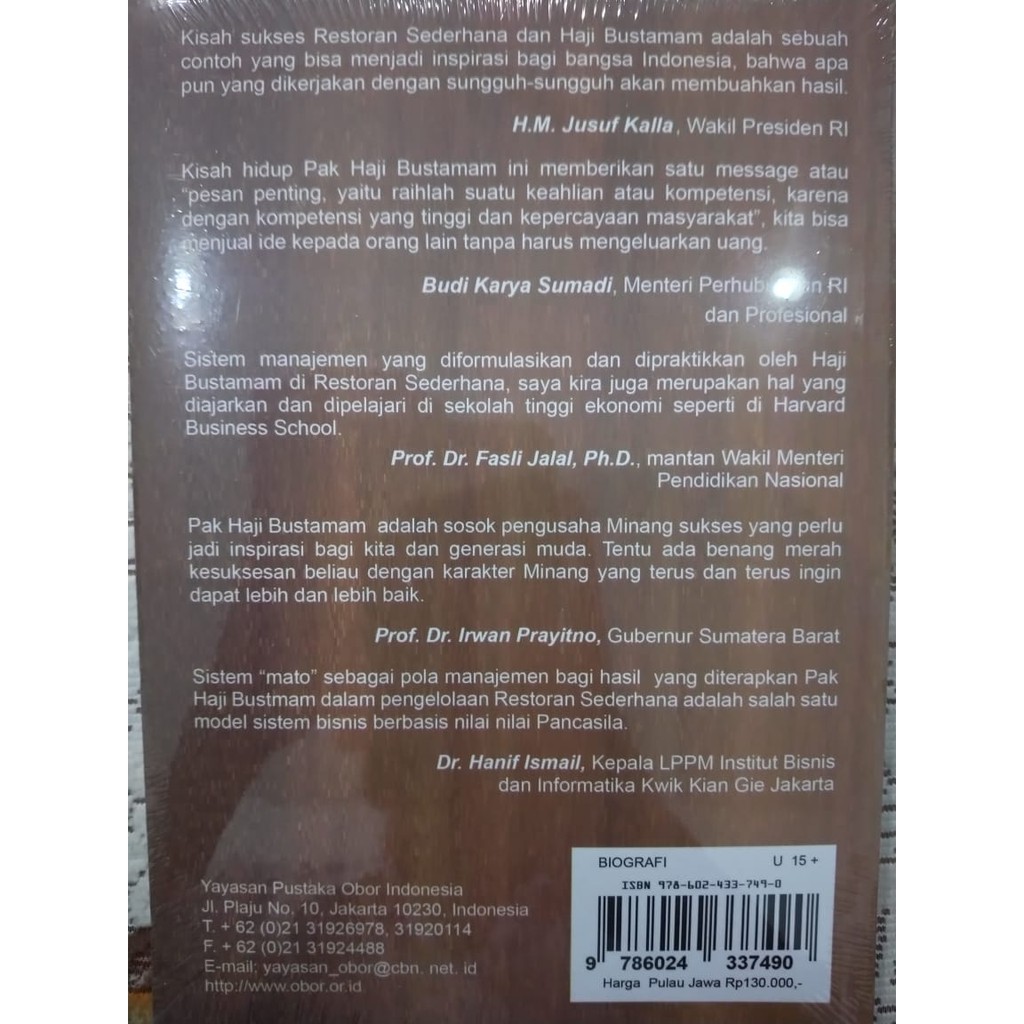 Kisah sukses Restoran Sederhana dan Haji Bustamam adalah sebuah
contoh yang bisa menjadi inspirasi bagi bangsa Indonesia, bahwa apa
pun yang dikerjakan dengan sungguh-sungguh akan membuahkan hasil.
H.M. Jusuf Kalla, Wakil Presiden RI
Kisah hidup Pak Haji Bustamam ini memberikan satu message atau
"pesan penting, yaitu raihlah suatu keahlian atau kompetensi, karena
dengan kompetensi yang tinggi dan kepercayaan masyarakat", kita bisa
menjual ide kepada orang lain tanpa harus mengeluarkan uang.
Budi Karya Sumadi, Menteri RI
dan Profesional
Sistem manajemen yang diformulasikan dan dipraktikkan oleh Haji
Bustamam di Restoran Sederhana, saya kira juga merupakan hal yang
diajarkan dan dipelajari di sekolah tinggi ekonomi seperti di Harvard
Business School.
Prof. Dr. Fasli Jalal, Ph.D., mantan Wakil Menteri
Pendidikan Nasional
Pak Haji Bustamam adalah sosok pengusaha Minang sukses yang perlu
jadi inspirasi bagi kita dan generasi muda. Tentu ada benang merah
kesuksesan beliau dengan karakter Minang yang terus dan terus ingin
dapat lebih dan lebih baik.
Prof. Dr. Irwan Prayitno, Gubernur Sumatera Barat
Sistem "mato" sebagai pola manajemen bagi hasil yang diterapkan Pak
Haji Bustmam dalam pengelolaan Restoran Sederhana adalah salah satu
model sistem bisnis berbasis nilai nilai Pancasila.
Dr. Hanif Ismail, Kepala LPPM Institut Bisnis
dan Informatika Kwik Kian Gie Jakarta
Yayasan Pustaka Obor Indonesia
Jl. Plaju No. 10, Jakarta 10230, Indonesia
T. + 62 (0)21 31926978, 31920114
F. + 62 (0)21 31924488
E-mail: yayasan_obor@cbn. net. id
http://www.obor.or.id
BIOGRAFI U 15 +
ISBN 978-602-433-749-0
9 786024 337490
Harga Pulau Jawa Rp130.000,-